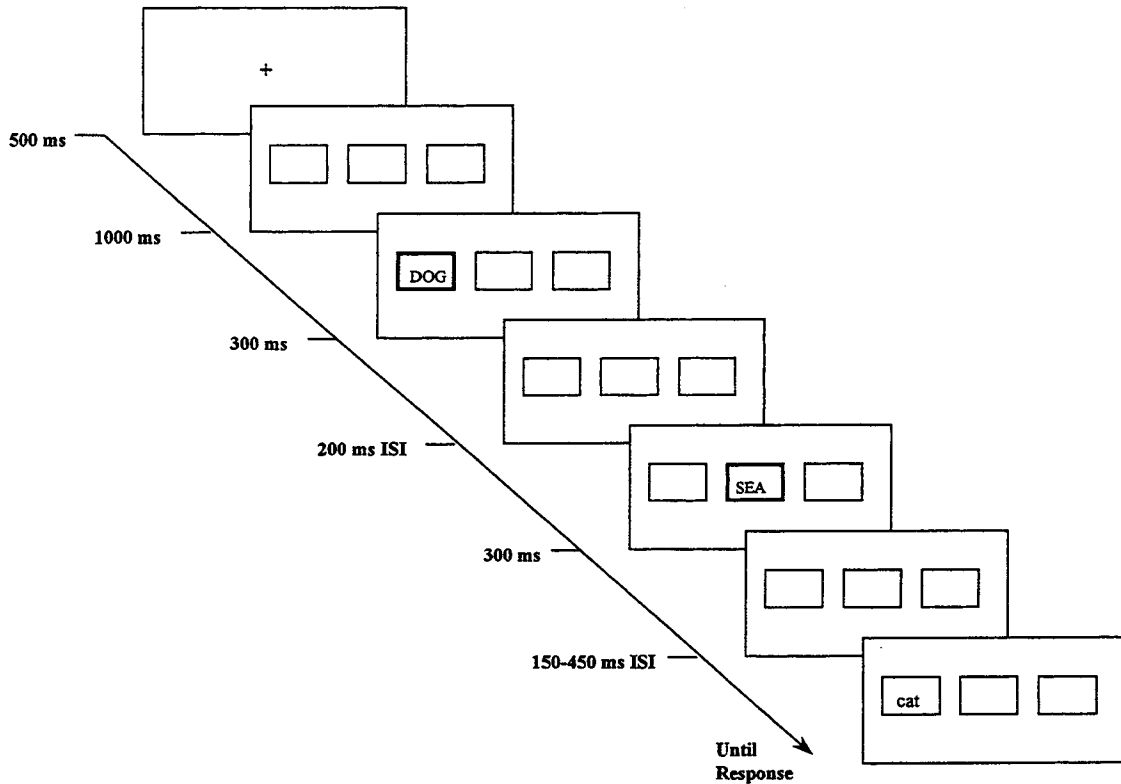 +
500 ms
1000 ms
DOG
300 ms
200 ms ISI
SEA
300 ms
150-450 ms ISI
cat
Until
Response